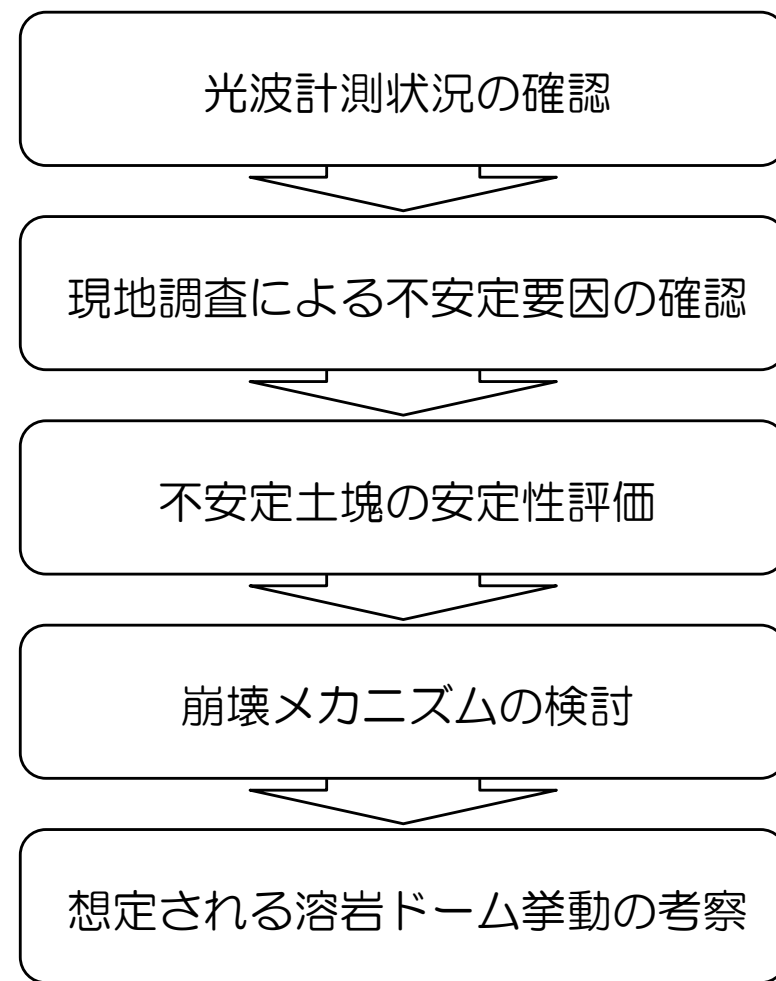 光波計測状況の確認
現地調査による不安定要因の確認
不安定土塊の安定性評価
崩壊メカニズムの検討
想定される溶岩ドーム挙動の考察